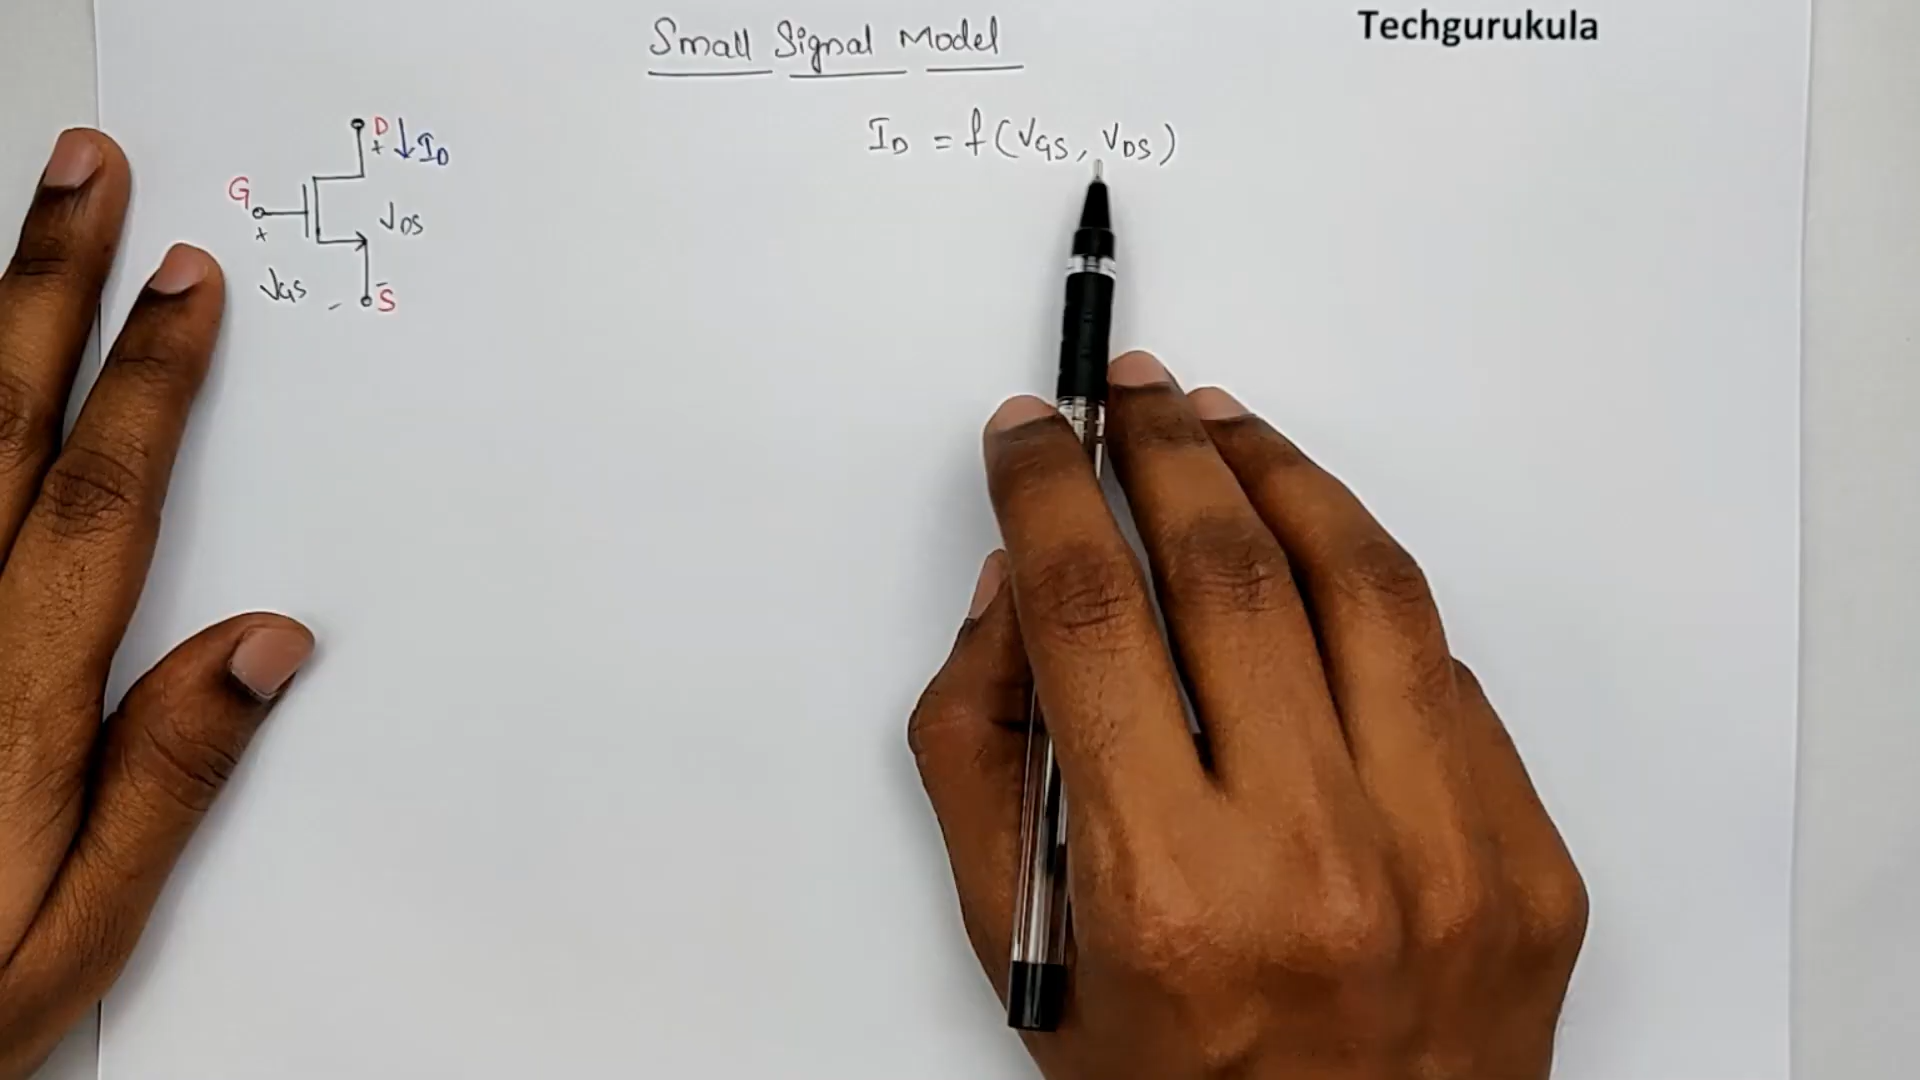 Small Signal Model
Techgurukula
I_D = f(V_GS, V_DS)
D
+
↓I_D
G
+
V_DS
V_GS
-
-
S